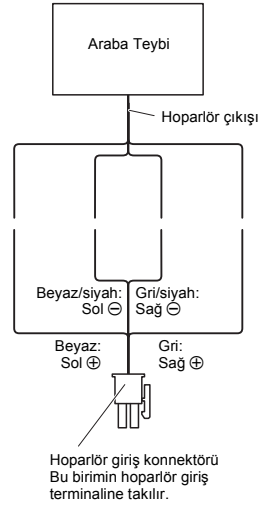 Araba Teybi
Hoparlör çıkışı
Beyaz/siyah:
Sol ⊖
Gri/siyah:
Sağ ⊖
Beyaz:
Sol ⊕
Gri:
Sağ ⊕
Hoparlör giriş konnektörü
Bu birimin hoparlör giriş
terminaline takılır.